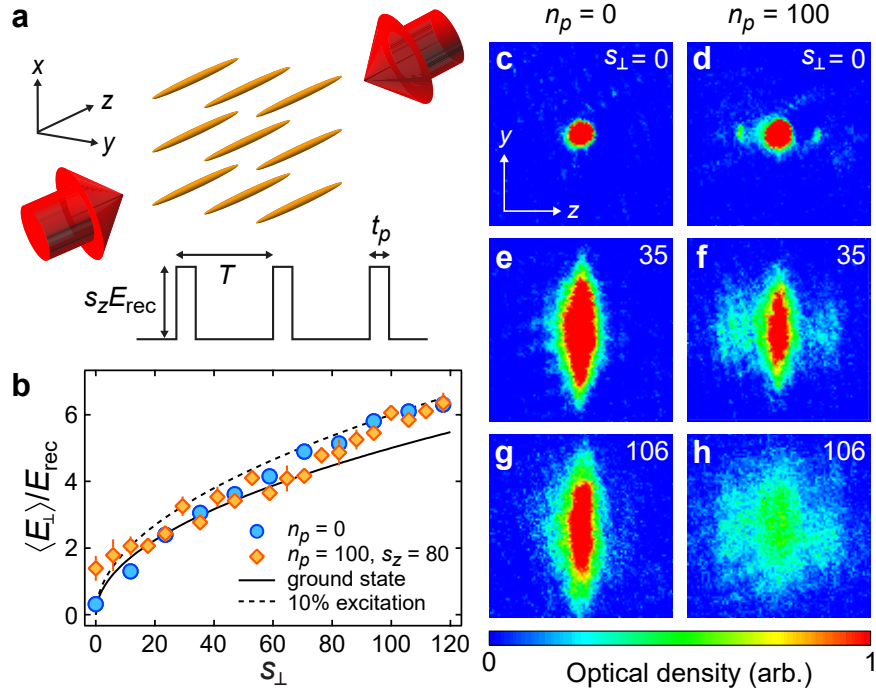 a
x
z
y
t_p
T
s_zE_rec
b
⟨E_⊥⟩/E_rec
6
4
2
0
n_p = 0
n_p = 100, s_z = 80
ground state
10% excitation
0 20 40 60 80 100 120
s_⊥
n_p = 0 n_p = 100
c s_⊥= 0
y
z
d s_⊥= 0
e 35
f 35
g 106
h 106
0 1
Optical density (arb.)